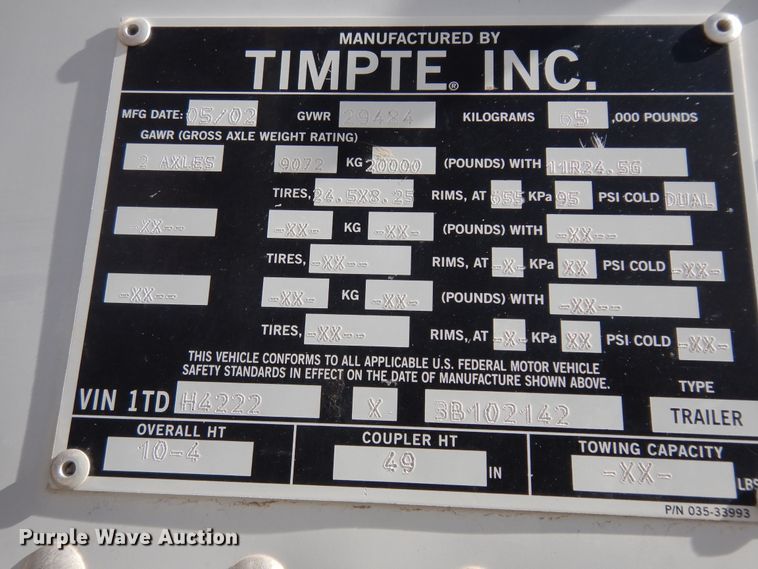 MANUFACTURED BY
TIMPTE® INC.
MFG DATE: 05/02 GVWR 29484 KILOGRAMS 65 ,000 POUNDS
GAWR (GROSS AXLE WEIGHT RATING)
2 AXLES 9072 KG 20000 (POUNDS) WITH 11R24.5G
TIRES, 24.5X8.25 RIMS, AT 655 KPa 95 PSI COLD DUAL
-XX-- -XX- KG -XX- (POUNDS) WITH -XX--
TIRES, -XX-- RIMS, AT -X- KPa XX PSI COLD -XX-
-XX-- -XX- KG -XX- (POUNDS) WITH -XX--
TIRES, -XX-- RIMS, AT -X- KPa XX PSI COLD -XX-
THIS VEHICLE CONFORMS TO ALL APPLICABLE U.S. FEDERAL MOTOR VEHICLE
SAFETY STANDARDS IN EFFECT ON THE DATE OF MANUFACTURE SHOWN ABOVE.
TYPE
VIN 1TD H4222 X 3B102142 TRAILER
OVERALL HT COUPLER HT TOWING CAPACITY
10-4 49 IN -XX- LBS
P/N 035-33993
Purple Wave Auction